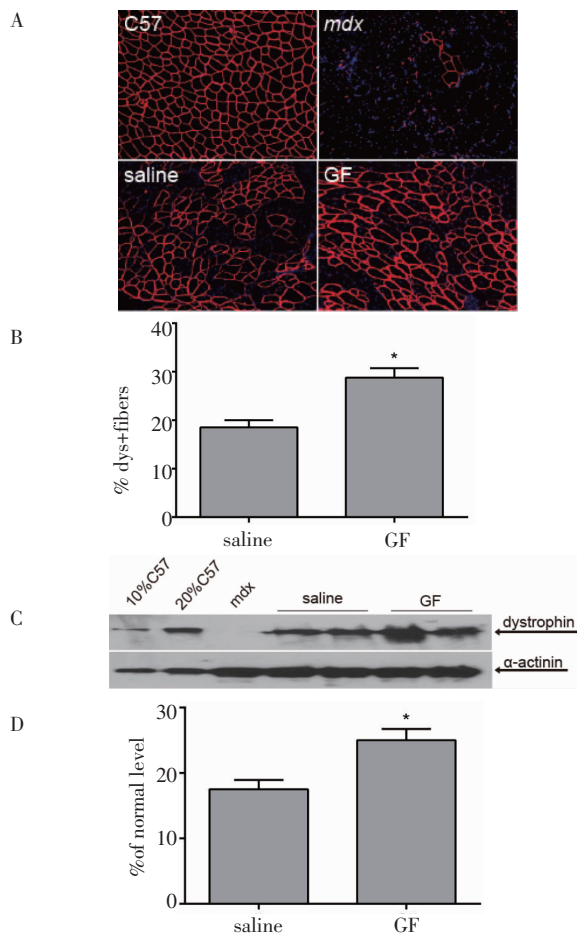 A
C57
mdx
saline
GF
B
% dys+fibers
40
30
20
10
0
*
saline
GF
C
10%C57
20%C57
mdx
saline
GF
dystrophin
α-actinin
D
%of normal level
30
20
10
0
*
saline
GF